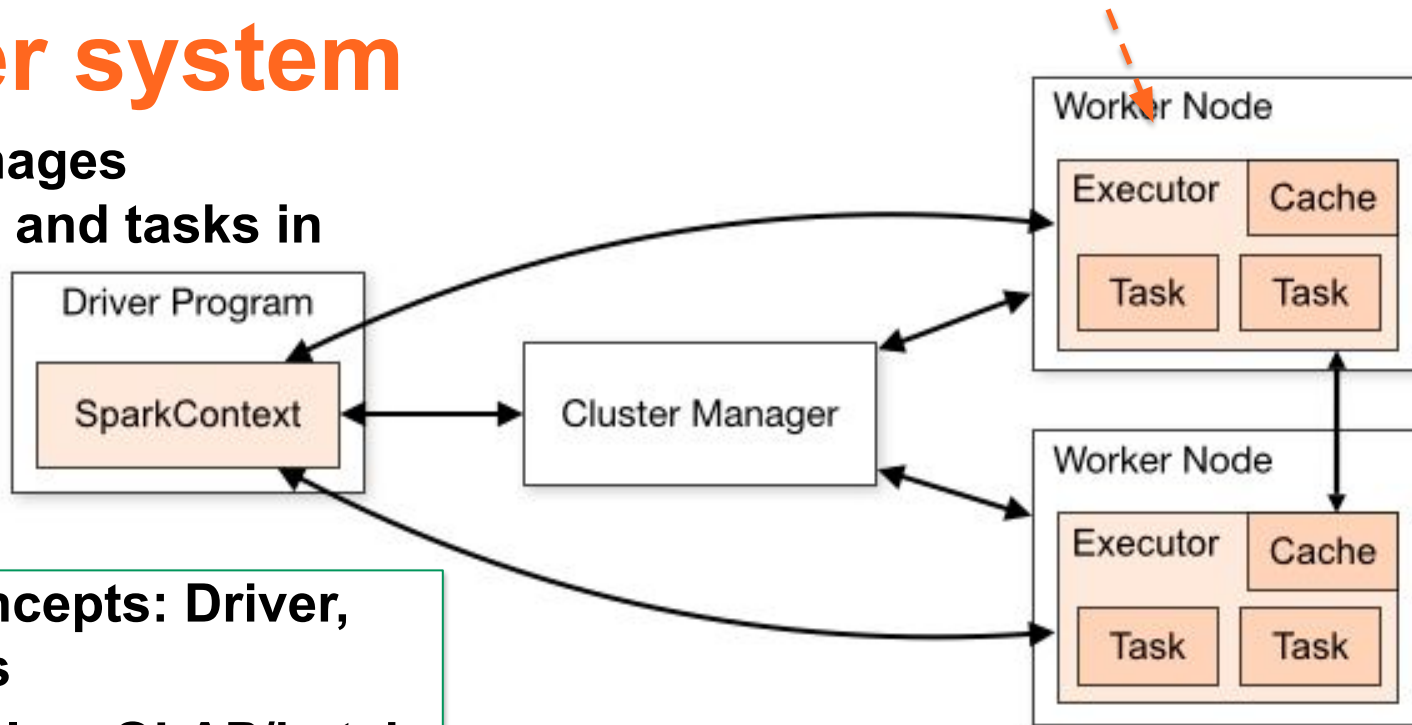 er system
nages
and tasks in
Driver Program
SparkContext
Cluster Manager
Worker Node
Executor
Cache
Task
Task
Worker Node
Executor
Cache
Task
Task
ncepts: Driver,
s